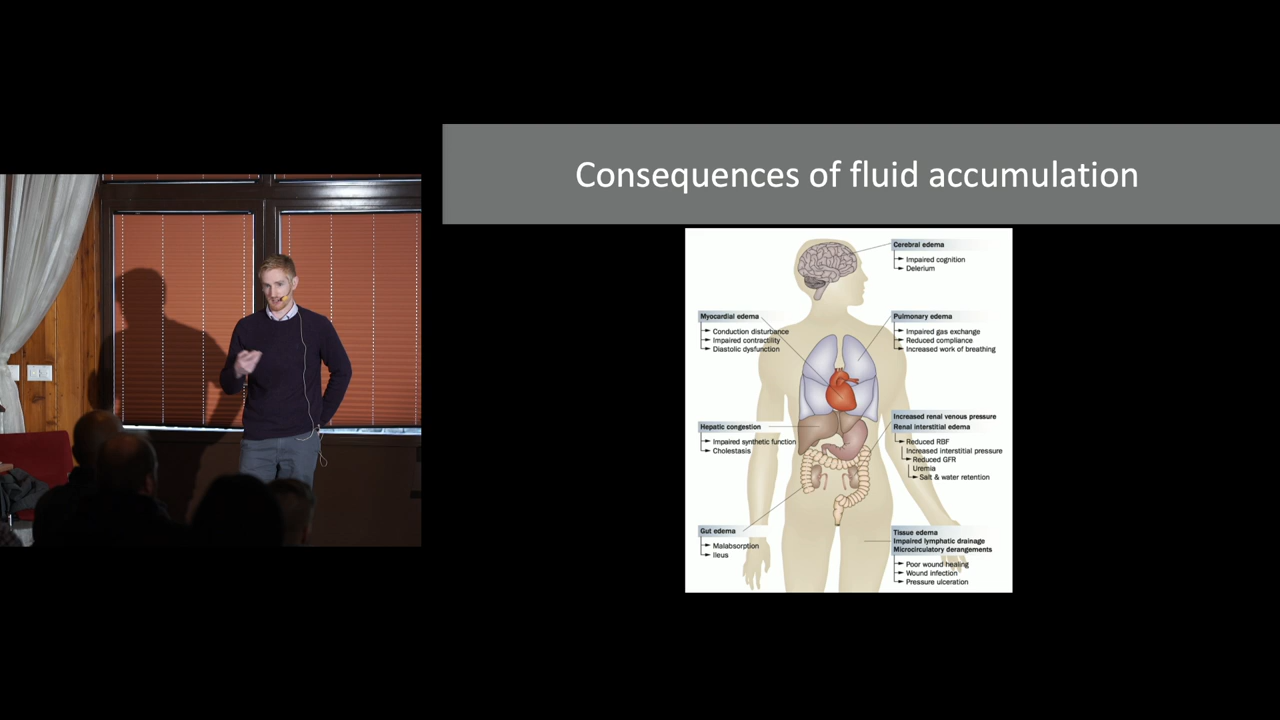 Consequences of fluid accumulation
Cerebral edema
Impaired cognition
Delerium
Myocardial edema
Conduction disturbance
Impaired contractility
Diastolic dysfunction
Pulmonary edema
Impaired gas exchange
Reduced compliance
Increased work of breathing
Hepatic congestion
Impaired synthetic function
Cholestasis
Increased renal venous pressure
Renal interstitial edema
Reduced RBF
Increased interstitial pressure
Reduced GFR
Uremia
Salt & water retention
Gut edema
Malabsorption
Ileus
Tissue edema
Impaired lymphatic drainage
Microcirculatory derangements
Poor wound healing
Wound infection
Pressure ulceration